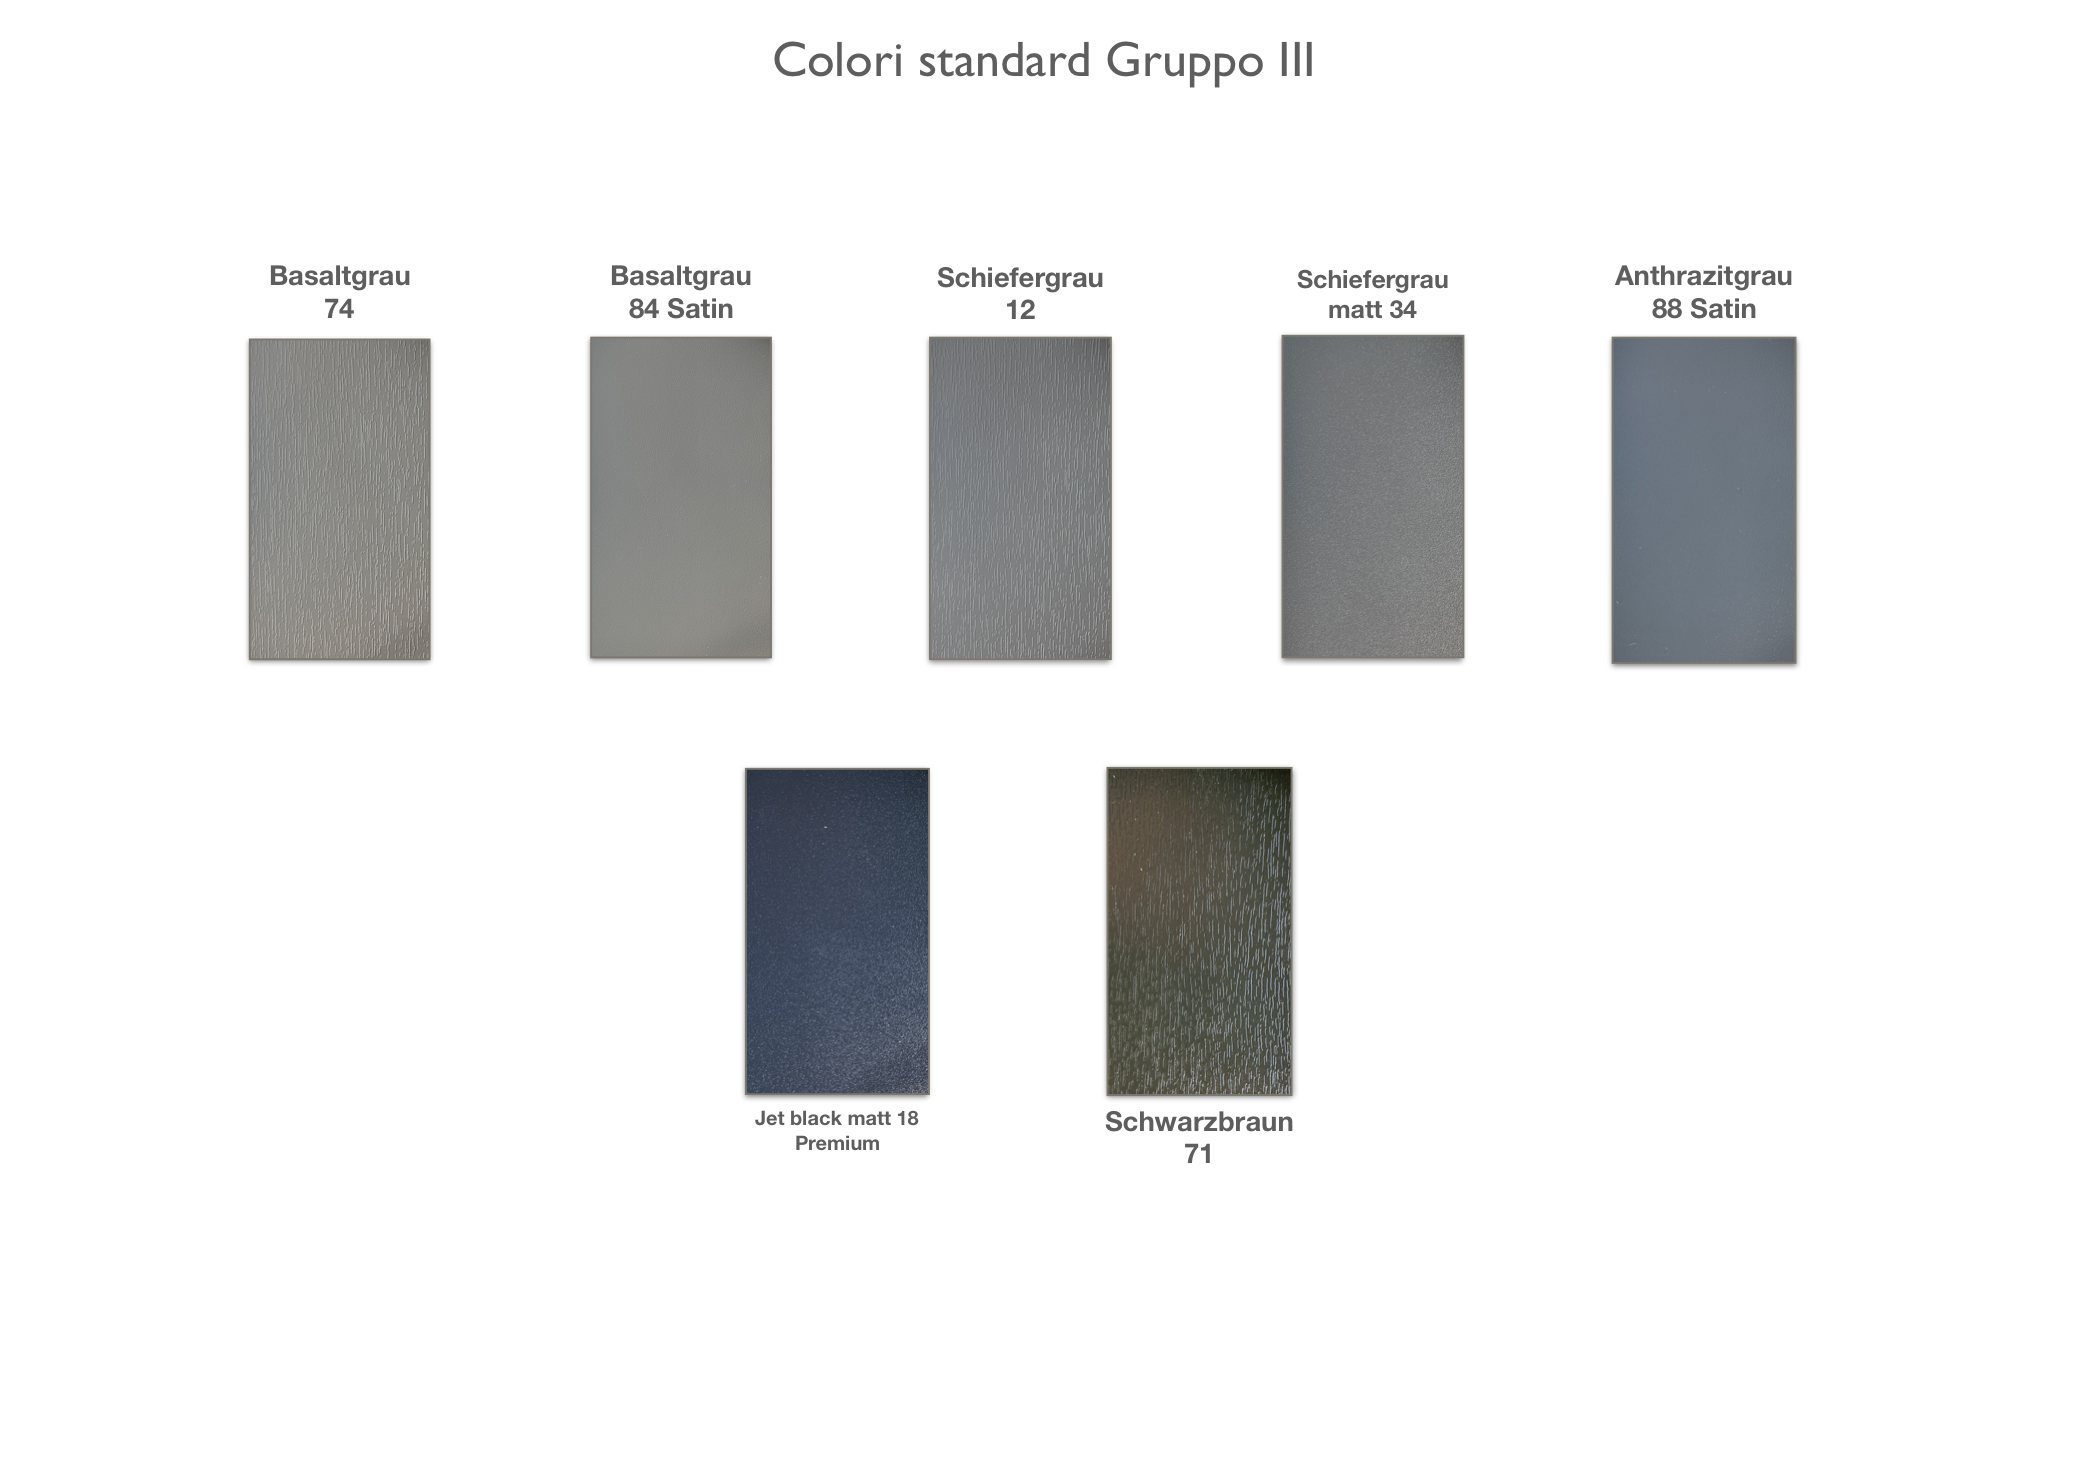 Colori standard Gruppo III
Basaltgrau
74
Basaltgrau
84 Satin
Schiefergrau
12
Schiefergrau
matt 34
Anthrazitgrau
88 Satin
Jet black matt 18
Premium
Schwarzbraun
71